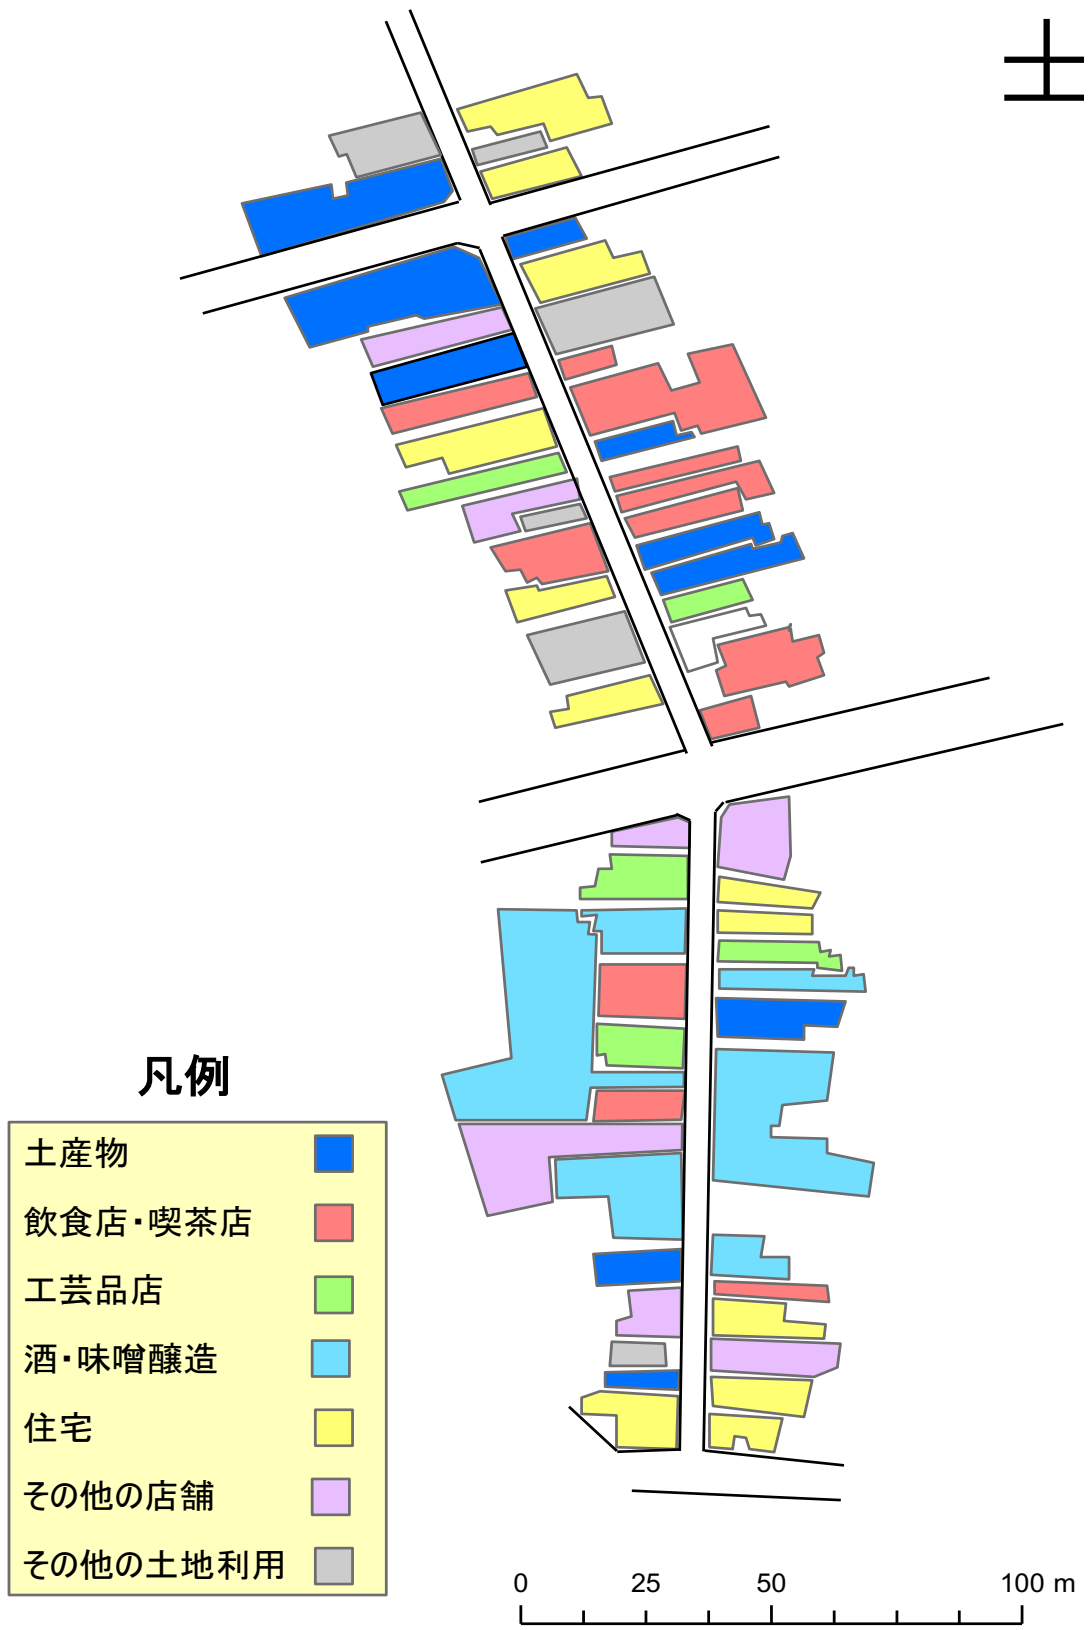 土
凡例
土産物
飲食店・喫茶店
工芸品店
酒・味噌醸造
住宅
その他の店舗
その他の土地利用
0 25 50 100 m